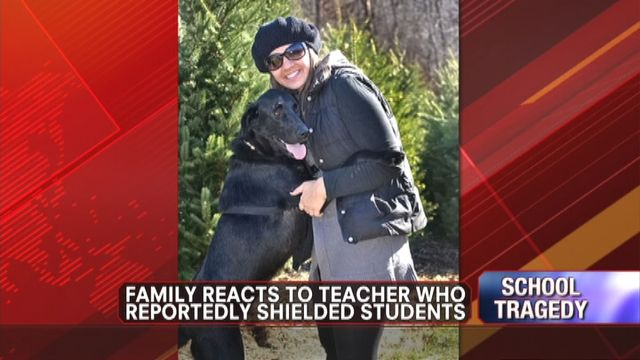 FAMILY REACTS TO TEACHER WHO
REPORTEDLY SHIELDED STUDENTS
SCHOOL
TRAGEDY